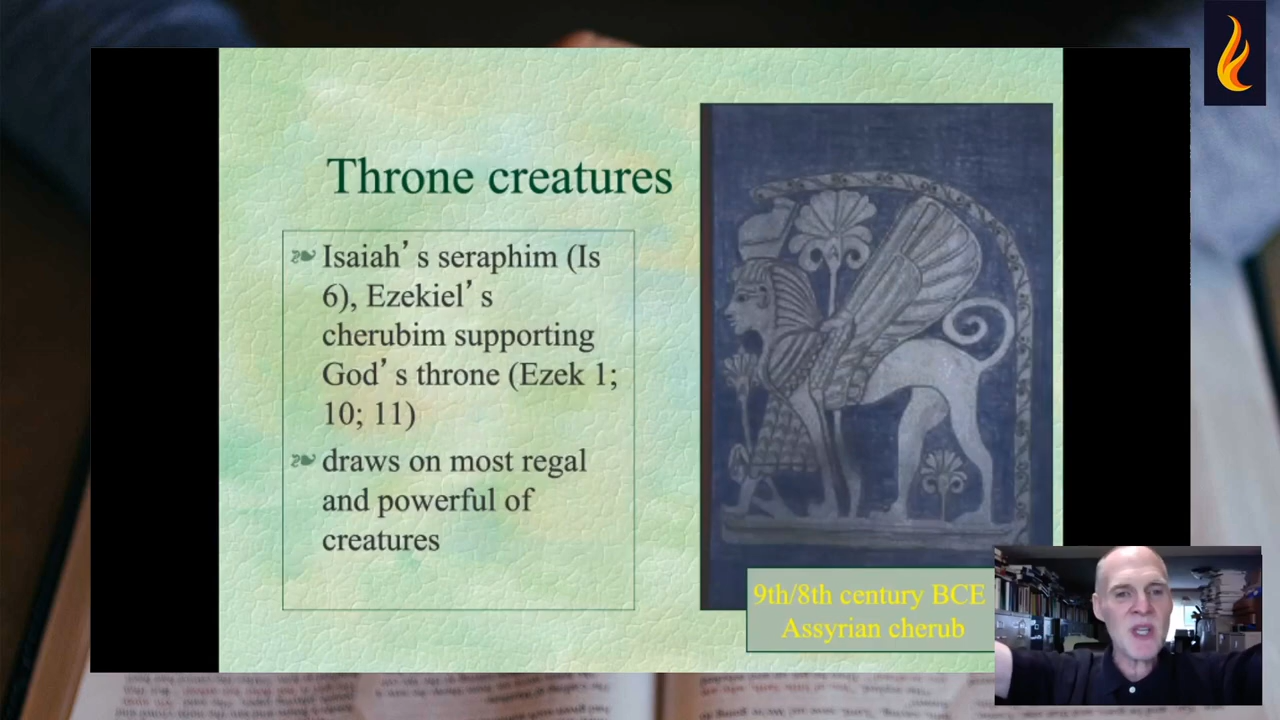 Throne creatures
Isaiah’s seraphim (Is
6), Ezekiel’s
cherubim supporting
God’s throne (Ezek 1;
10; 11)
draws on most regal
and powerful of
creatures
9th/8th century BCE
Assyrian cherub